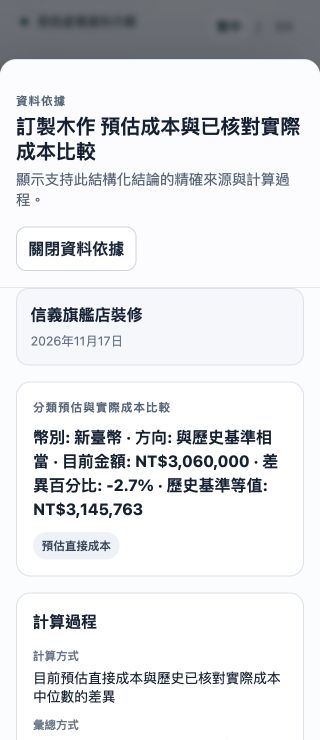 資料依據
訂製木作 預估成本與已核對實際
成本比較
顯示支持此結構化結論的精確來源與計算過
程。
關閉資料依據
信義旗艦店裝修
2026年11月17日
分類預估與實際成本比較
幣別: 新臺幣 · 方向: 與歷史基準相
當 · 目前金額: NT$3,060,000 · 差
異百分比: -2.7% · 歷史基準等值:
NT$3,145,763
預估直接成本
計算過程
計算方式
目前預估直接成本與歷史已核對實際成本
中位數的差異
彙總方式